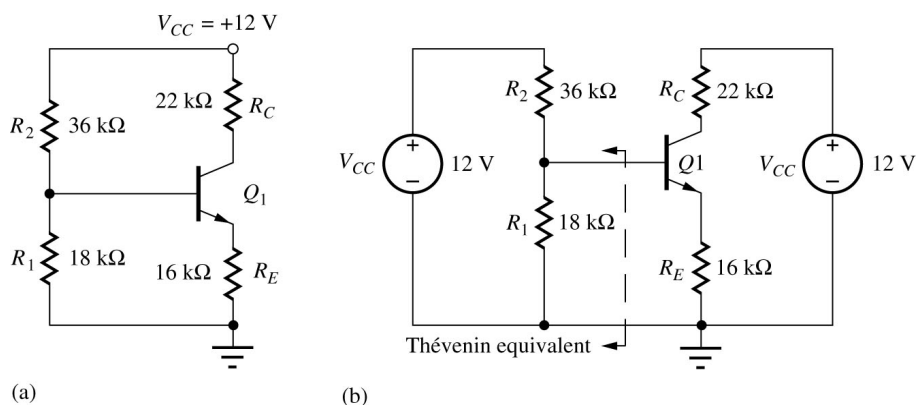 V_CC = +12 V
22 kΩ
R_C
R_2
36 kΩ
Q_1
R_1
18 kΩ
16 kΩ
R_E
(a)
R_2
36 kΩ
R_C
22 kΩ
V_CC
12 V
Q1
V_CC
12 V
R_1
18 kΩ
R_E
16 kΩ
Thévenin equivalent
(b)
+
−
+
−